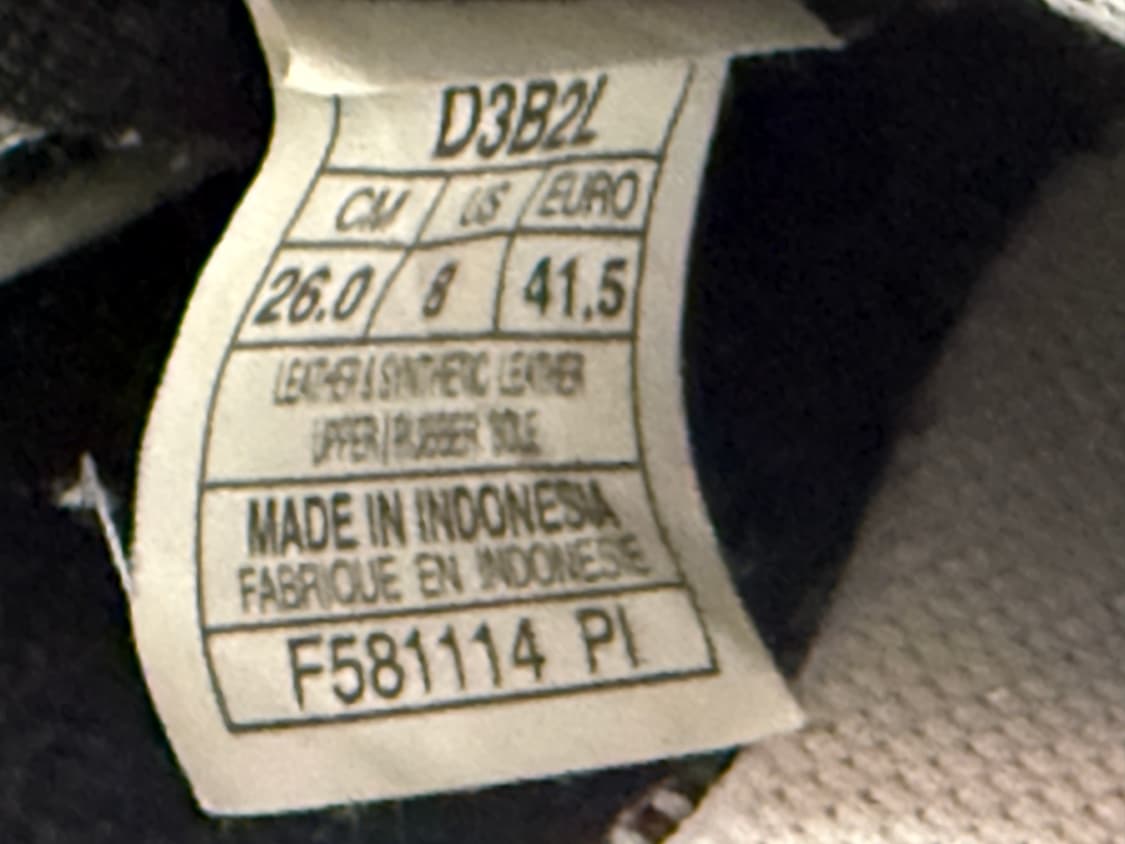 D3B2L
CM US EURO
26.0 8 41.5
LEATHER & SYNTHETIC LEATHER
UPPER / RUBBER SOLE
MADE IN INDONESIA
FABRIQUE EN INDONESIE
F581114 PI